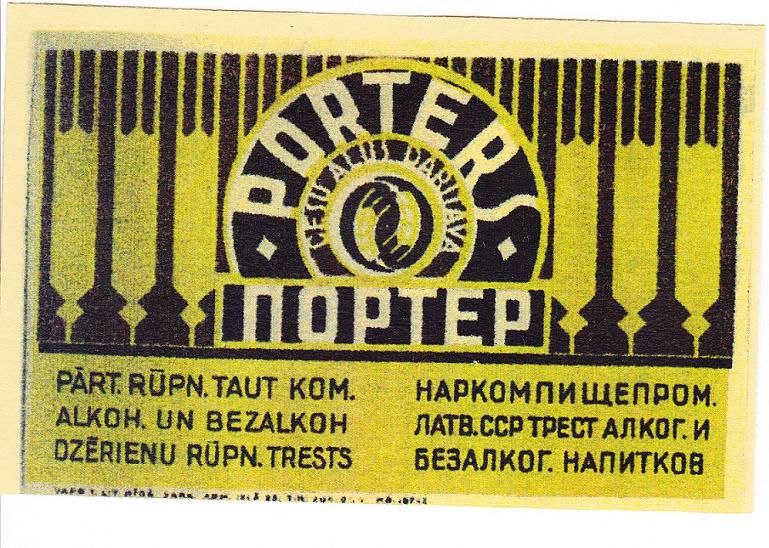 PORTERS
CĒSU ALUS DARĪTAVA
ПОРТЕР
PĀRT. RŪPN. TAUT KOM.
ALKOH. UN BEZALKOH
DZĒRIENU RŪPN. TRESTS
НАРКОМПИЩЕПРОМ.
ЛАТВ.ССР ТРЕСТ АЛКОГ. И
БЕЗАЛКОГ. НАПИТКОВ